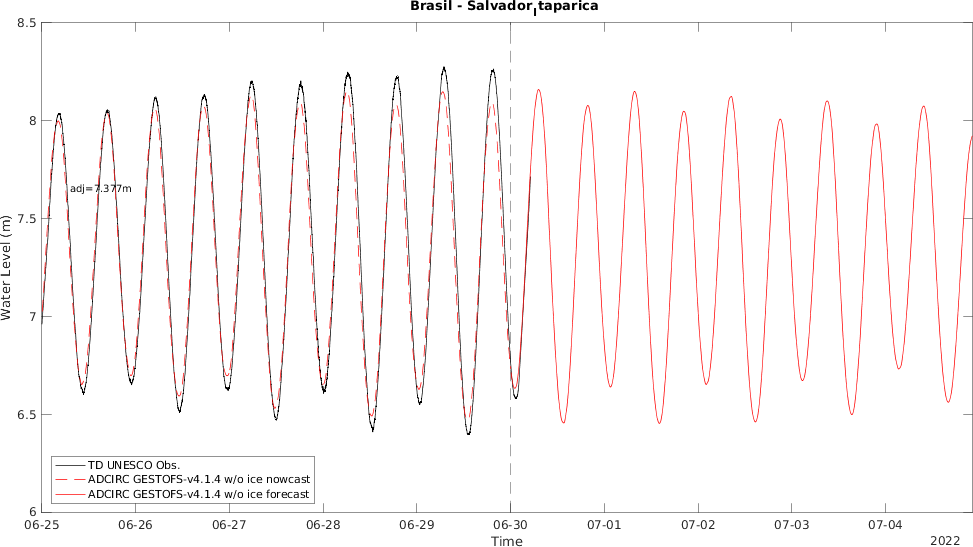 Brasil - Salvador_Itaparica
8.5
8
7.5
7
6.5
6
Water Level (m)
adj=7.377m
TD UNESCO Obs.
ADCIRC GESTOFS-v4.1.4 w/o ice nowcast
ADCIRC GESTOFS-v4.1.4 w/o ice forecast
06-25 06-26 06-27 06-28 06-29 06-30 07-01 07-02 07-03 07-04
Time
2022